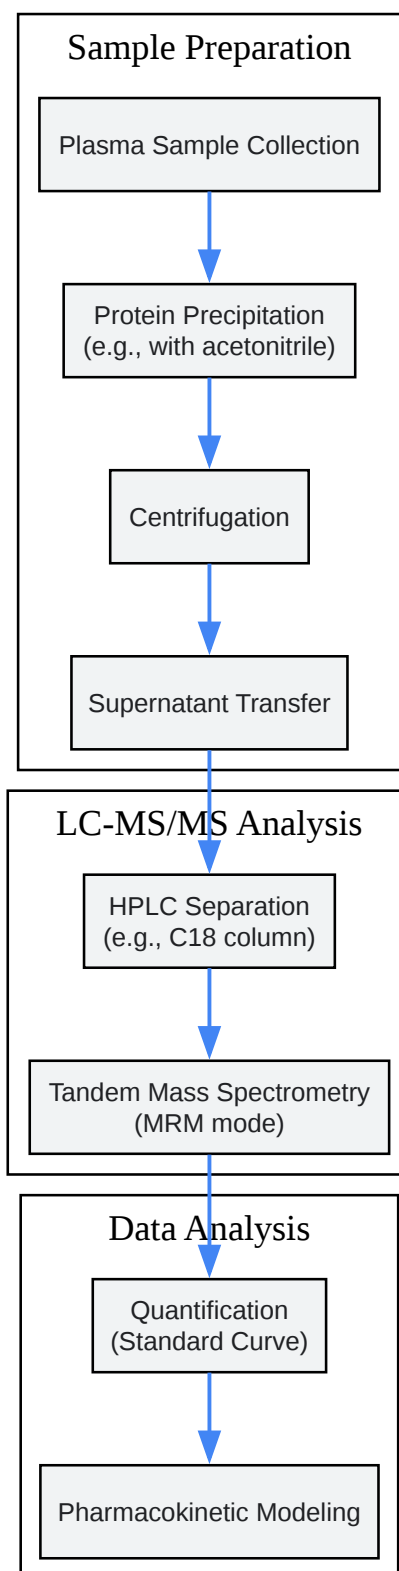 Sample Preparation
Plasma Sample Collection
Protein Precipitation
(e.g., with acetonitrile)
Centrifugation
Supernatant Transfer
LC-MS/MS Analysis
HPLC Separation
(e.g., C18 column)
Tandem Mass Spectrometry
(MRM mode)
Data Analysis
Quantification
(Standard Curve)
Pharmacokinetic Modeling